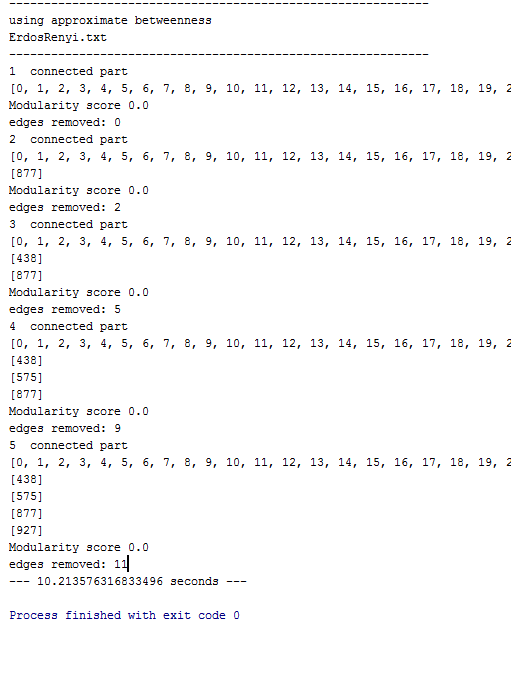 ------------------------------------------------------------
using approximate betweenness
ErdosRenyi.txt
------------------------------------------------------------
1  connected part
[0, 1, 2, 3, 4, 5, 6, 7, 8, 9, 10, 11, 12, 13, 14, 15, 16, 17, 18, 19, 2
Modularity score 0.0
edges removed: 0
2  connected part
[0, 1, 2, 3, 4, 5, 6, 7, 8, 9, 10, 11, 12, 13, 14, 15, 16, 17, 18, 19, 2
[877]
Modularity score 0.0
edges removed: 2
3  connected part
[0, 1, 2, 3, 4, 5, 6, 7, 8, 9, 10, 11, 12, 13, 14, 15, 16, 17, 18, 19, 2
[438]
[877]
Modularity score 0.0
edges removed: 5
4  connected part
[0, 1, 2, 3, 4, 5, 6, 7, 8, 9, 10, 11, 12, 13, 14, 15, 16, 17, 18, 19, 2
[438]
[575]
[877]
Modularity score 0.0
edges removed: 9
5  connected part
[0, 1, 2, 3, 4, 5, 6, 7, 8, 9, 10, 11, 12, 13, 14, 15, 16, 17, 18, 19, 2
[438]
[575]
[877]
[927]
Modularity score 0.0
edges removed: 11
--- 10.213576316833496 seconds ---
Process finished with exit code 0